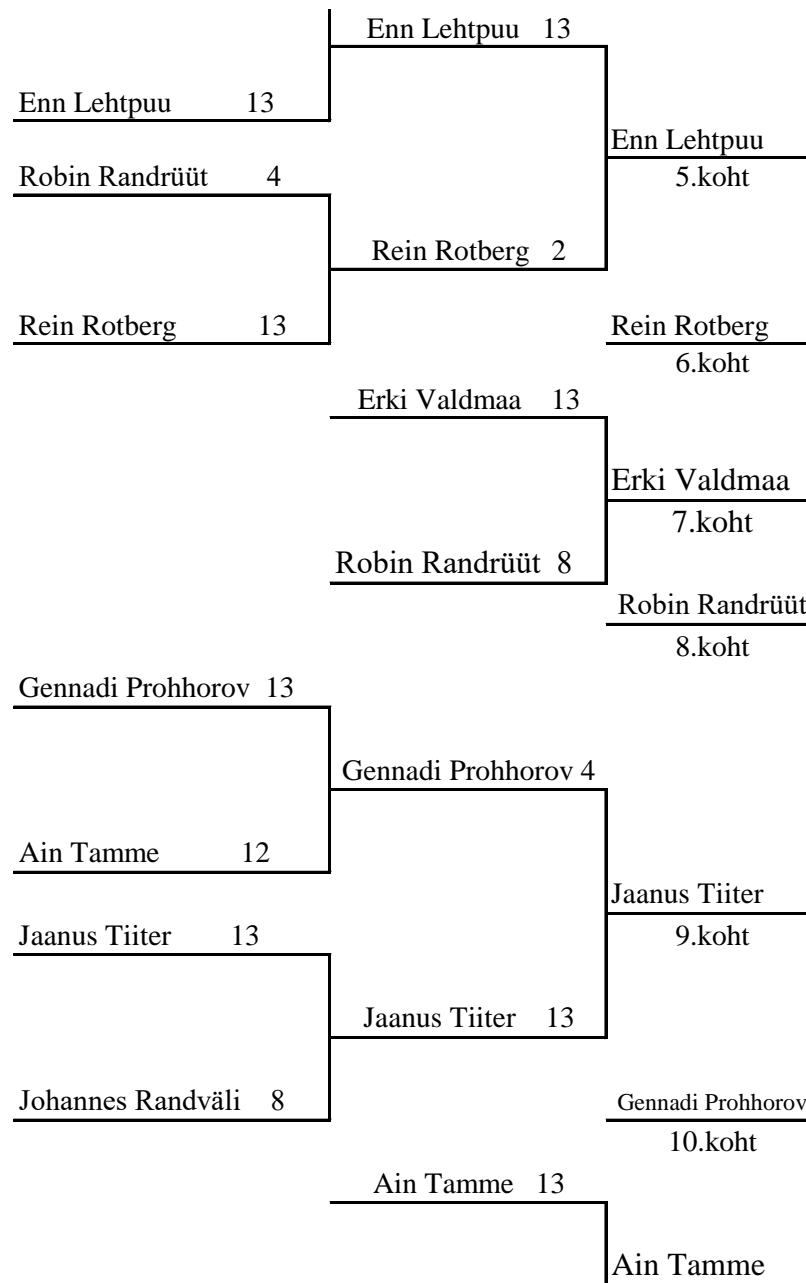 Enn Lehtpuu 13
Enn Lehtpuu 13
Enn Lehtpuu
Robin Randrüüt 4
5.koht
Rein Rotberg 2
Rein Rotberg 13
Rein Rotberg
6.koht
Erki Valdmaa 13
Erki Valdmaa
7.koht
Robin Randrüüt 8
Robin Randrüüt
8.koht
Gennadi Prohhorov 13
Gennadi Prohhorov 4
Ain Tamme 12
Jaanus Tiiter
Jaanus Tiiter 13
9.koht
Jaanus Tiiter 13
Johannes Randväli 8
Gennadi Prohhorov
10.koht
Ain Tamme 13
Ain Tamme